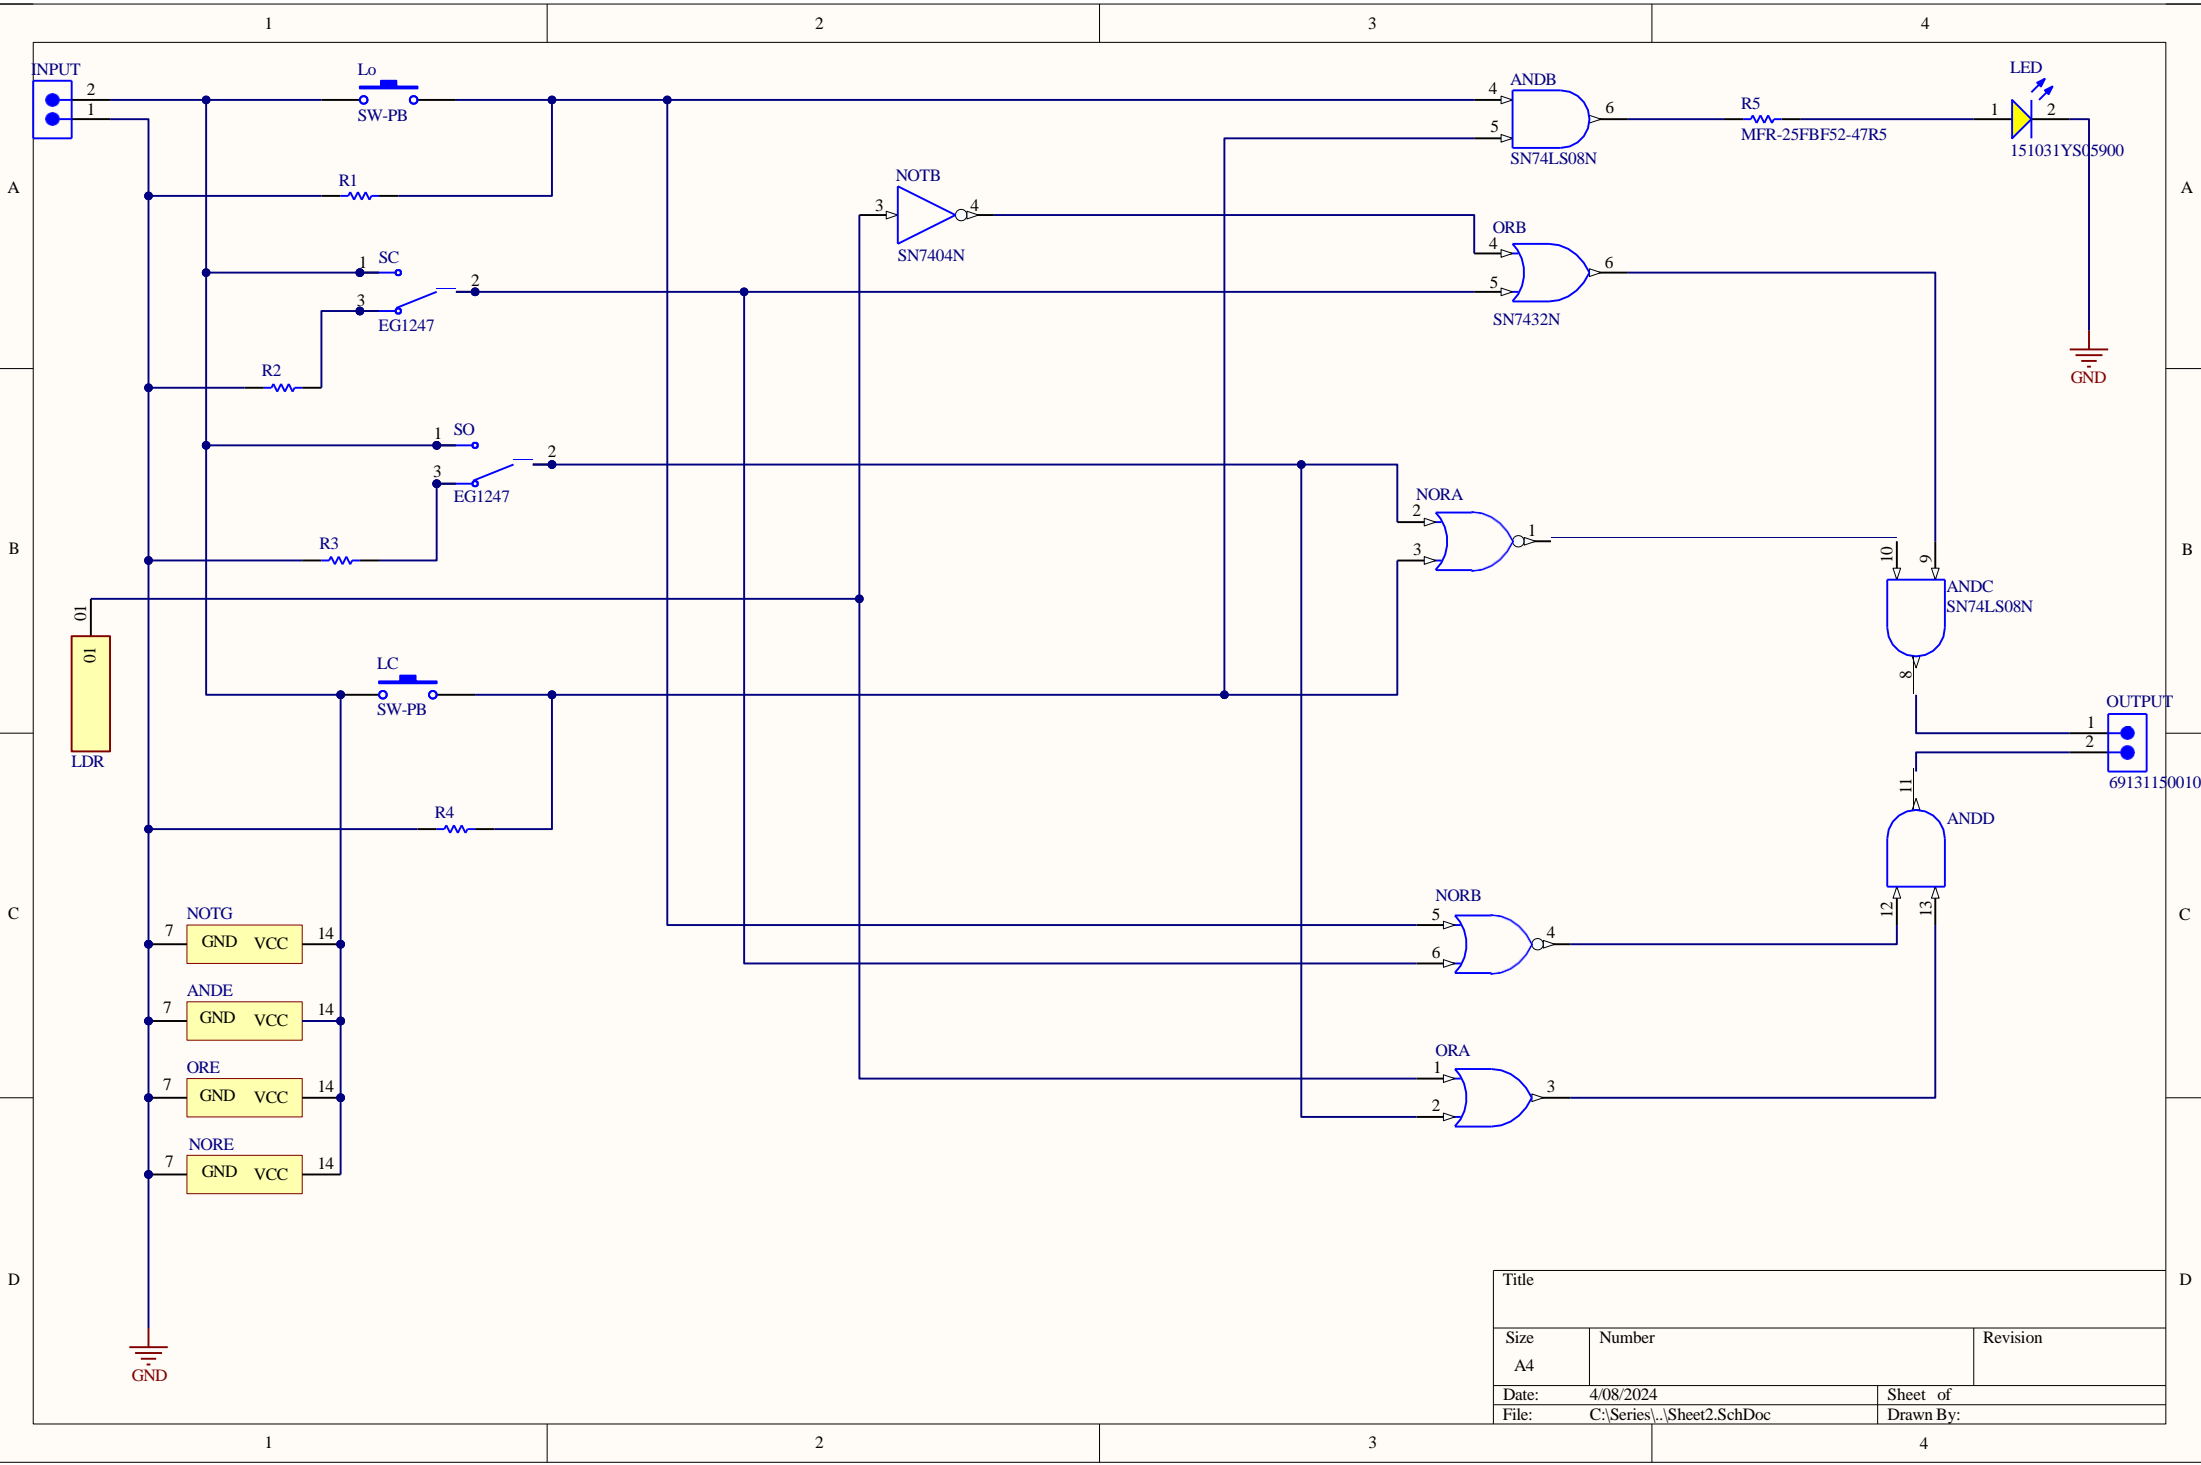 1 2 3 4
INPUT
2
1
Lo
SW-PB
ANDB
4
5
6
SN74LS08N
R5
MFR-25FBF52-47R5
LED
1 2
151031YS05900
A A
R1
NOTB
3 4
SN7404N
SC
1
3
2
EG1247
ORB
4
5
6
SN7432N
R2
GND
SO
1
3
2
EG1247
NORA
2
3
1
B B
R3
10 9
ANDC
SN74LS08N
8
01
01
LDR
LC
SW-PB
OUTPUT
1
2
69131150010
11
ANDD
12 13
R4
C C
NOTG
7 GND VCC 14
ANDE
7 GND VCC 14
ORE
7 GND VCC 14
NORE
7 GND VCC 14
NORB
5
6
4
ORA
1
2
3
D D
GND
Title
Size Number Revision
A4
Date: 4/08/2024 Sheet of
File: C:\Series\..\Sheet2.SchDoc Drawn By:
1 2 3 4